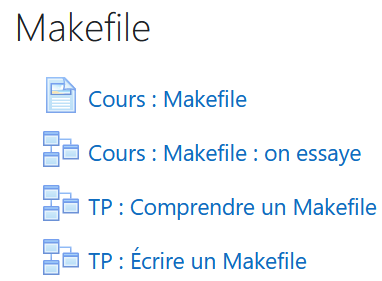 Makefile
Cours : Makefile
Cours : Makefile : on essaye
TP : Comprendre un Makefile
TP : Écrire un Makefile